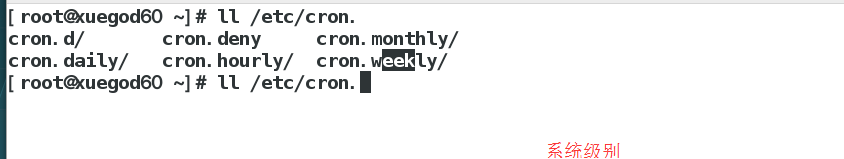 [root@xuegod60 ~]# ll /etc/cron.
cron.d/      cron.deny    cron.monthly/
cron.daily/  cron.hourly/ cron.weekly/
[root@xuegod60 ~]# ll /etc/cron.
系统级别